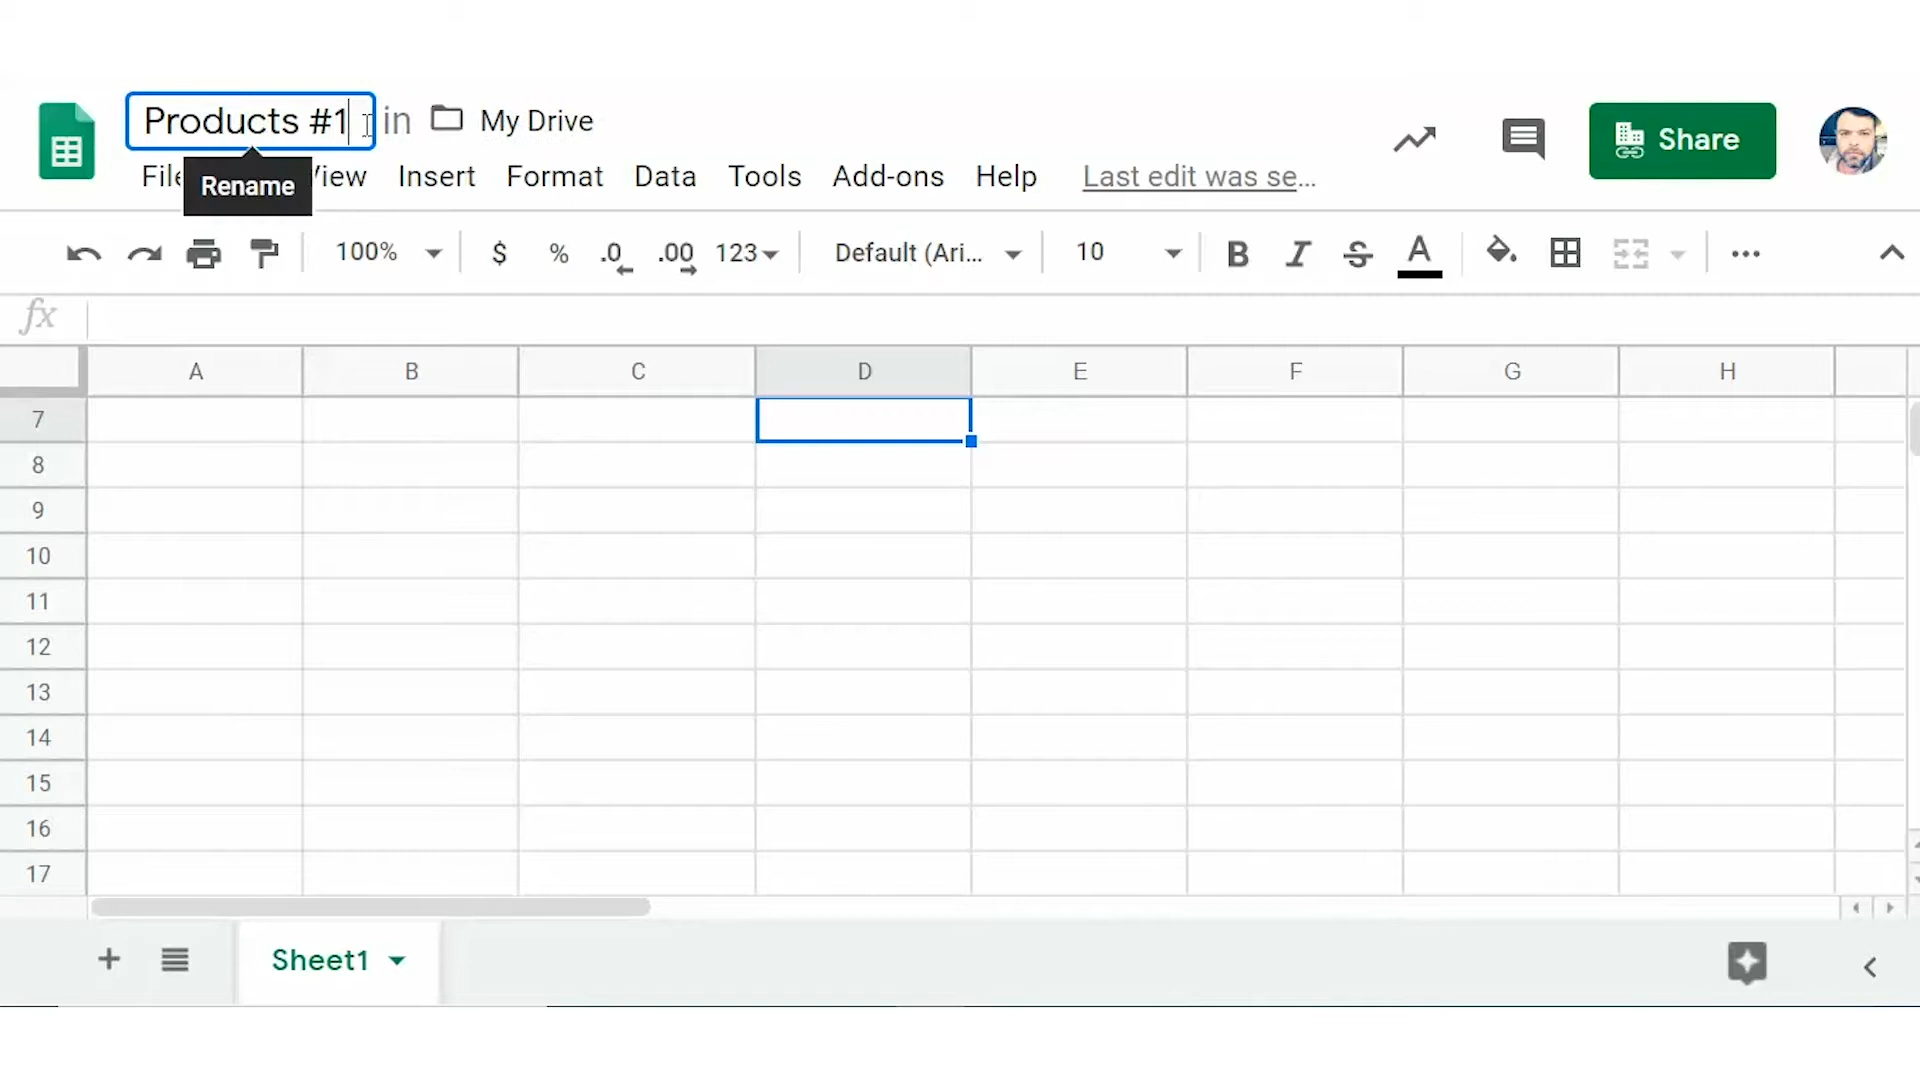 Products #1 in My Drive
Rename
File View Insert Format Data Tools Add-ons Help Last edit was se...
100% $ % .0 .00 123 Default (Ari... 10 B I S A
Share
fx
A B C D E F G H
7
8
9
10
11
12
13
14
15
16
17
Sheet1